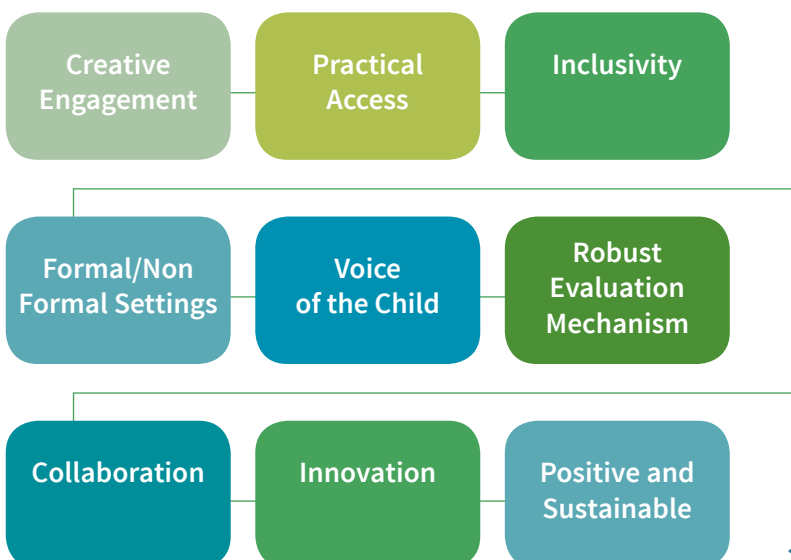 Creative
Engagement
Practical
Access
Inclusivity
Formal/Non
Formal Settings
Voice
of the Child
Robust
Evaluation
Mechanism
Collaboration
Innovation
Positive and
Sustainable